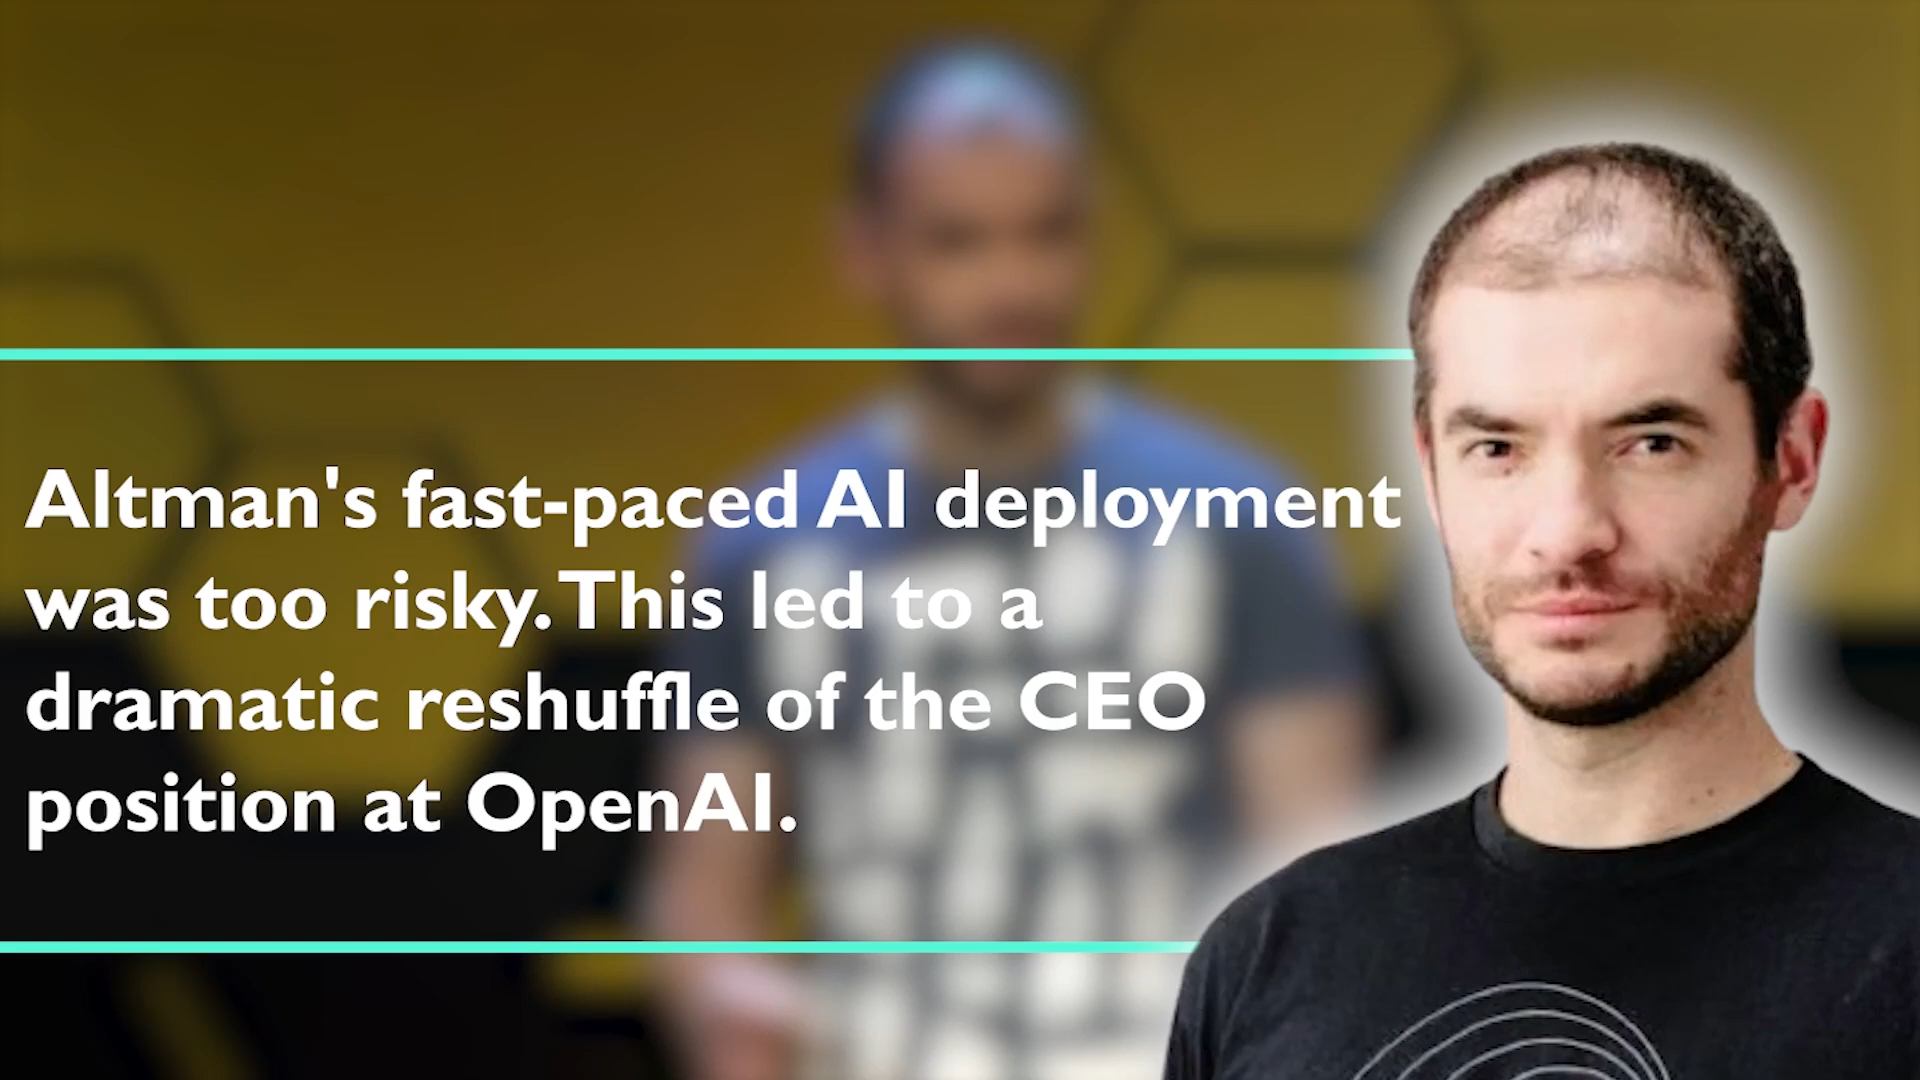 Altman's fast-paced AI deployment
was too risky. This led to a
dramatic reshuffle of the CEO
position at OpenAI.